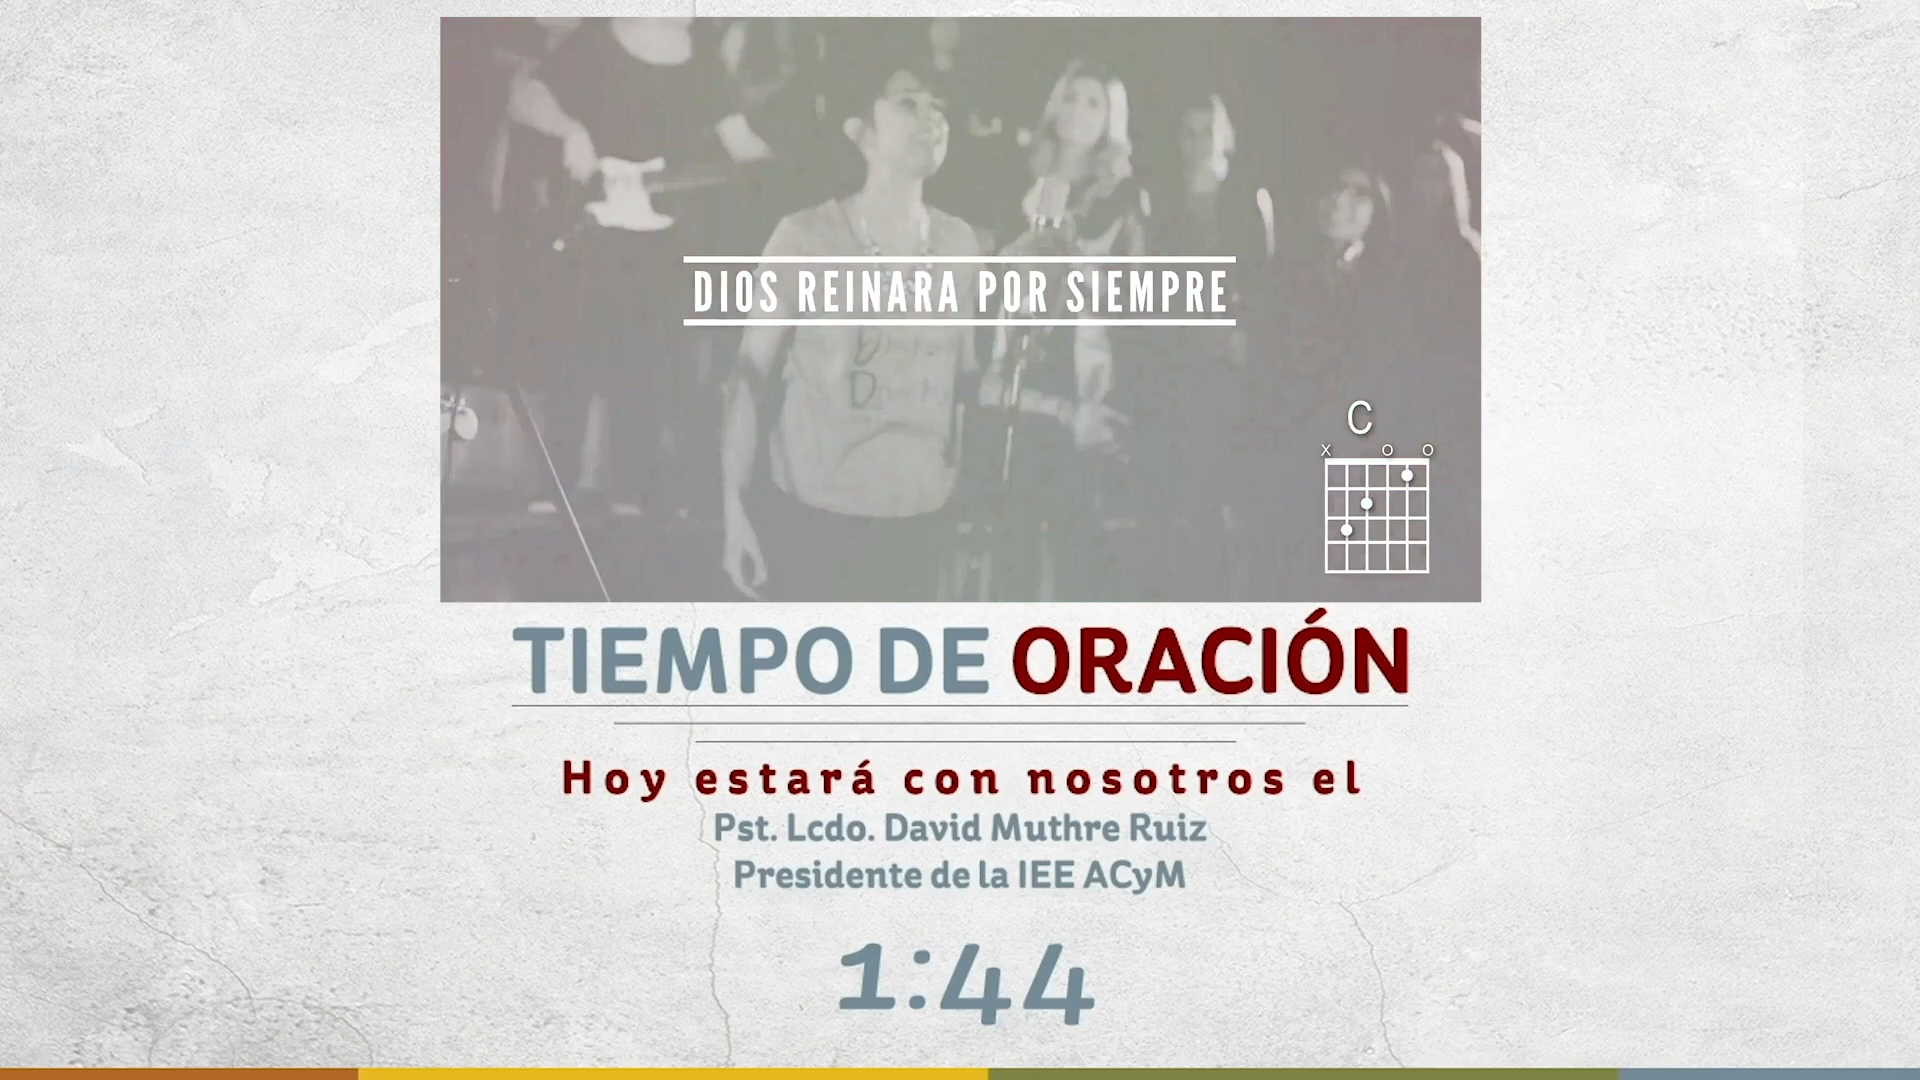 DIOS REINARA POR SIEMPRE
C
X O O
TIEMPO DE ORACIÓN
Hoy estará con nosotros el
Pst. Lcdo. David Muthre Ruiz
Presidente de la IEE ACyM
1:44